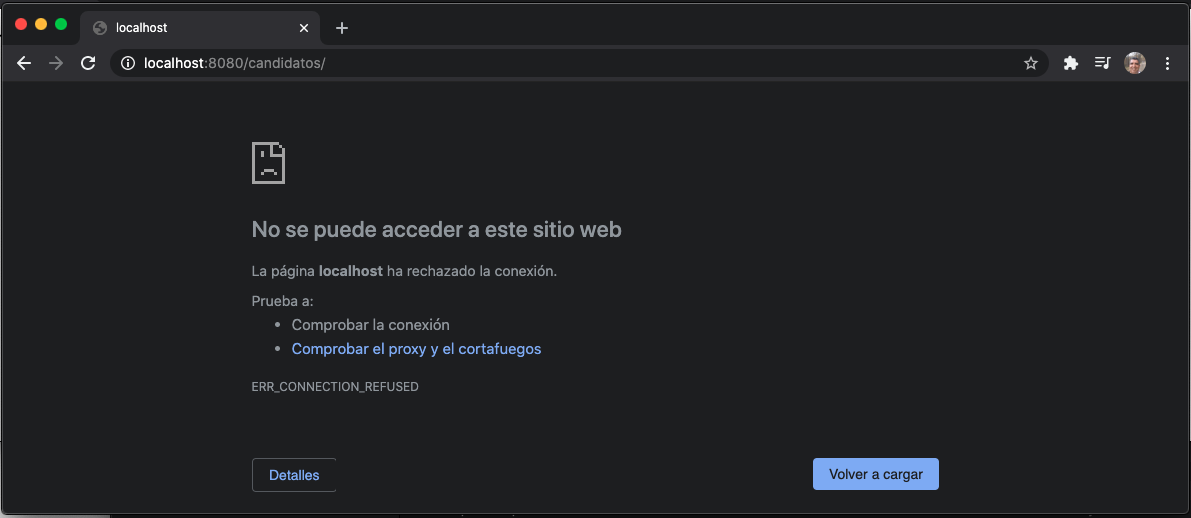 localhost
localhost:8080/candidatos/
No se puede acceder a este sitio web
La página localhost ha rechazado la conexión.
Prueba a:
• Comprobar la conexión
• Comprobar el proxy y el cortafuegos
ERR_CONNECTION_REFUSED
Detalles
Volver a cargar